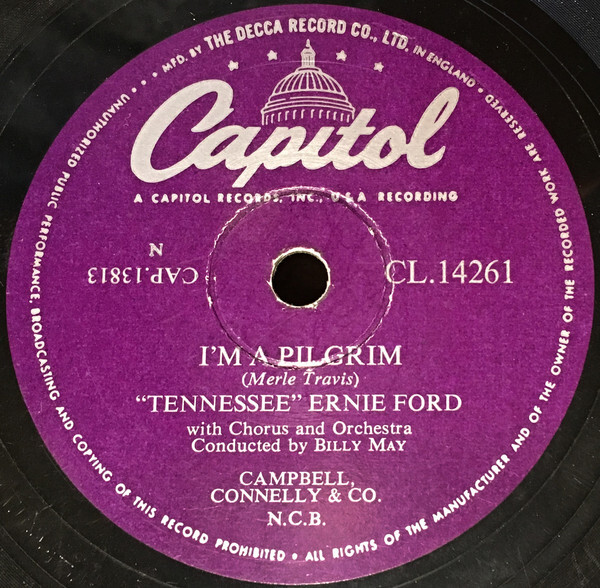 • • • MFD. BY THE DECCA RECORD CO., LTD. IN ENGLAND •
UNAUTHORIZED PUBLIC PERFORMANCE, BROADCASTING AND COPYING OF THIS RECORD PROHIBITED • ALL RIGHTS OF THE MANUFACTURER AND OF THE OWNER OF THE RECORDED WORK ARE RESERVED
Capitol
A CAPITOL RECORDS, INC., U S A RECORDING
N
CAP.13813
CL.14261
I'M A PILGRIM
(Merle Travis)
"TENNESSEE" ERNIE FORD
with Chorus and Orchestra
Conducted by BILLY MAY
CAMPBELL,
CONNELLY & CO.
N.C.B.